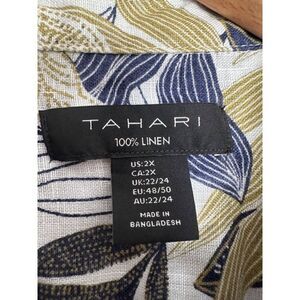 TAHARI
100% LINEN
US:2X
CA:2X
UK:22/24
EU:48/50
AU:22/24
MADE IN
BANGLADESH